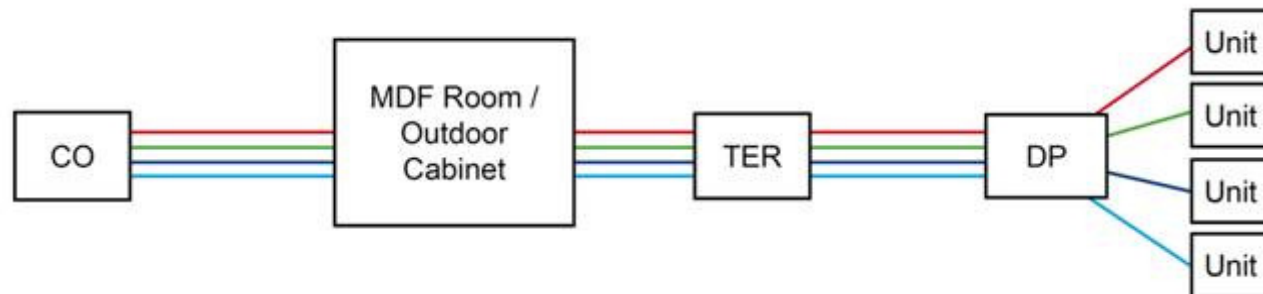 CO
MDF Room /
Outdoor
Cabinet
TER
DP
Unit
Unit
Unit
Unit